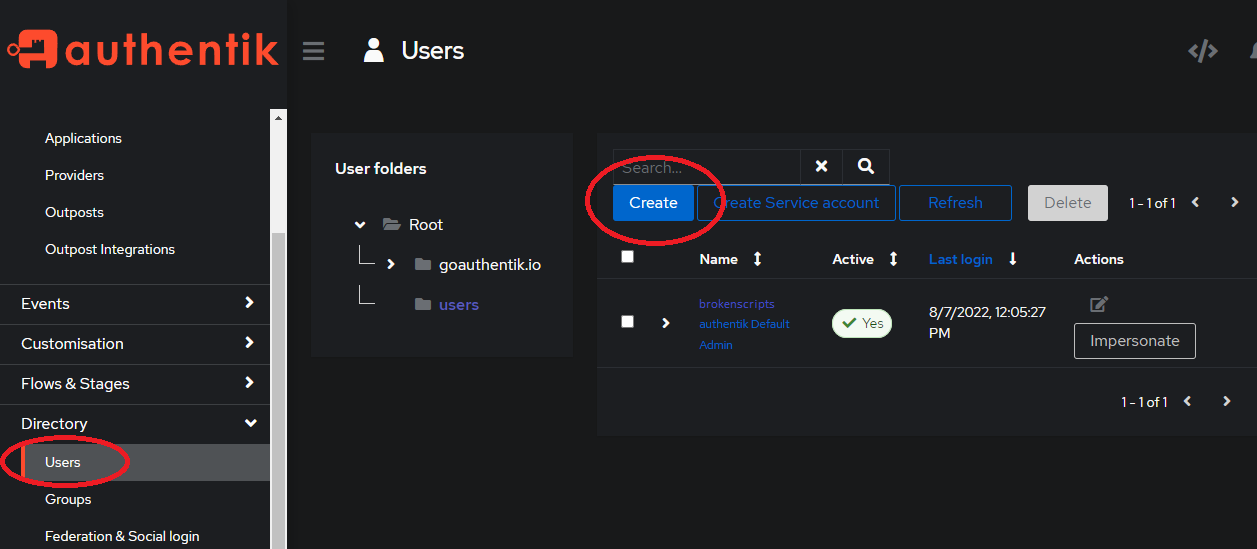 authentik
Users
Applications
Providers
Outposts
Outpost Integrations
Events
Customisation
Flows & Stages
Directory
Users
Groups
Federation & Social login
User folders
Root
goauthentik.io
users
Search...
Create
Create Service account
Refresh
Delete
1 - 1 of 1
Name
Active
Last login
Actions
brokenscripts
authentik Default
Admin
Yes
8/7/2022, 12:05:27
PM
Impersonate
1 - 1 of 1